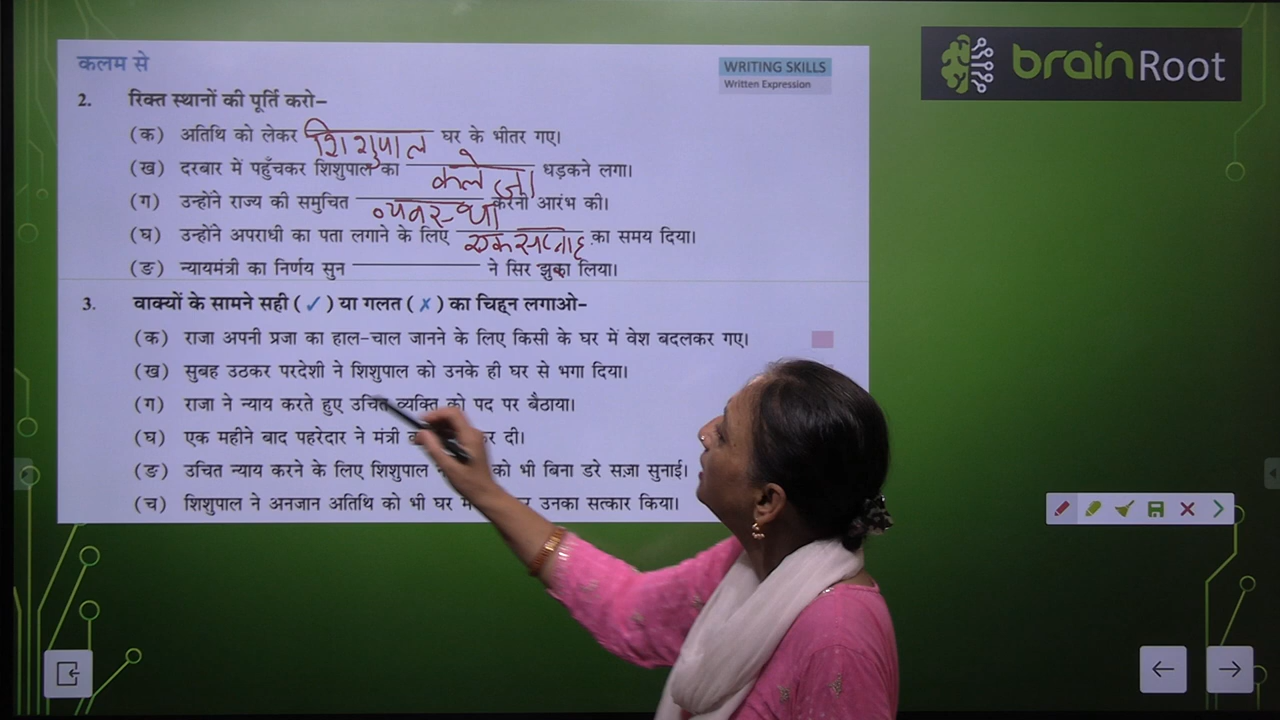 कलम से
WRITING SKILLS
Written Expression
brainRoot
2. रिक्त स्थानों की पूर्ति करो-
(क) अतिथि को लेकर शिशुपाल घर के भीतर गए।
(ख) दरबार में पहुँचकर शिशुपाल का कलेजा धड़कने लगा।
(ग) उन्होंने राज्य की समुचित व्यवस्था करनी आरंभ की।
(घ) उन्होंने अपराधी का पता लगाने के लिए एक सप्ताह का समय दिया।
(ङ) न्यायमंत्री का निर्णय सुन ने सिर झुका लिया।
3. वाक्यों के सामने सही (✓) या गलत (✗) का चिह्न लगाओ-
(क) राजा अपनी प्रजा का हाल-चाल जानने के लिए किसी के घर में वेश बदलकर गए।
(ख) सुबह उठकर परदेशी ने शिशुपाल को उनके ही घर से भगा दिया।
(ग) राजा ने न्याय करते हुए उचित व्यक्ति को पद पर बैठाया।
(घ) एक महीने बाद पहरेदार ने मंत्री दी।
(ङ) उचित न्याय करने के लिए शिशुपाल को भी बिना डरे सज़ा सुनाई।
(च) शिशुपाल ने अनजान अतिथि को भी घर उनका सत्कार किया।